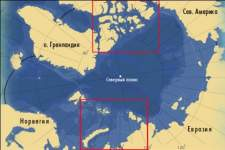 Сев. Америка
о. Гренландия
Северный полюс
Норвегия
Евразия